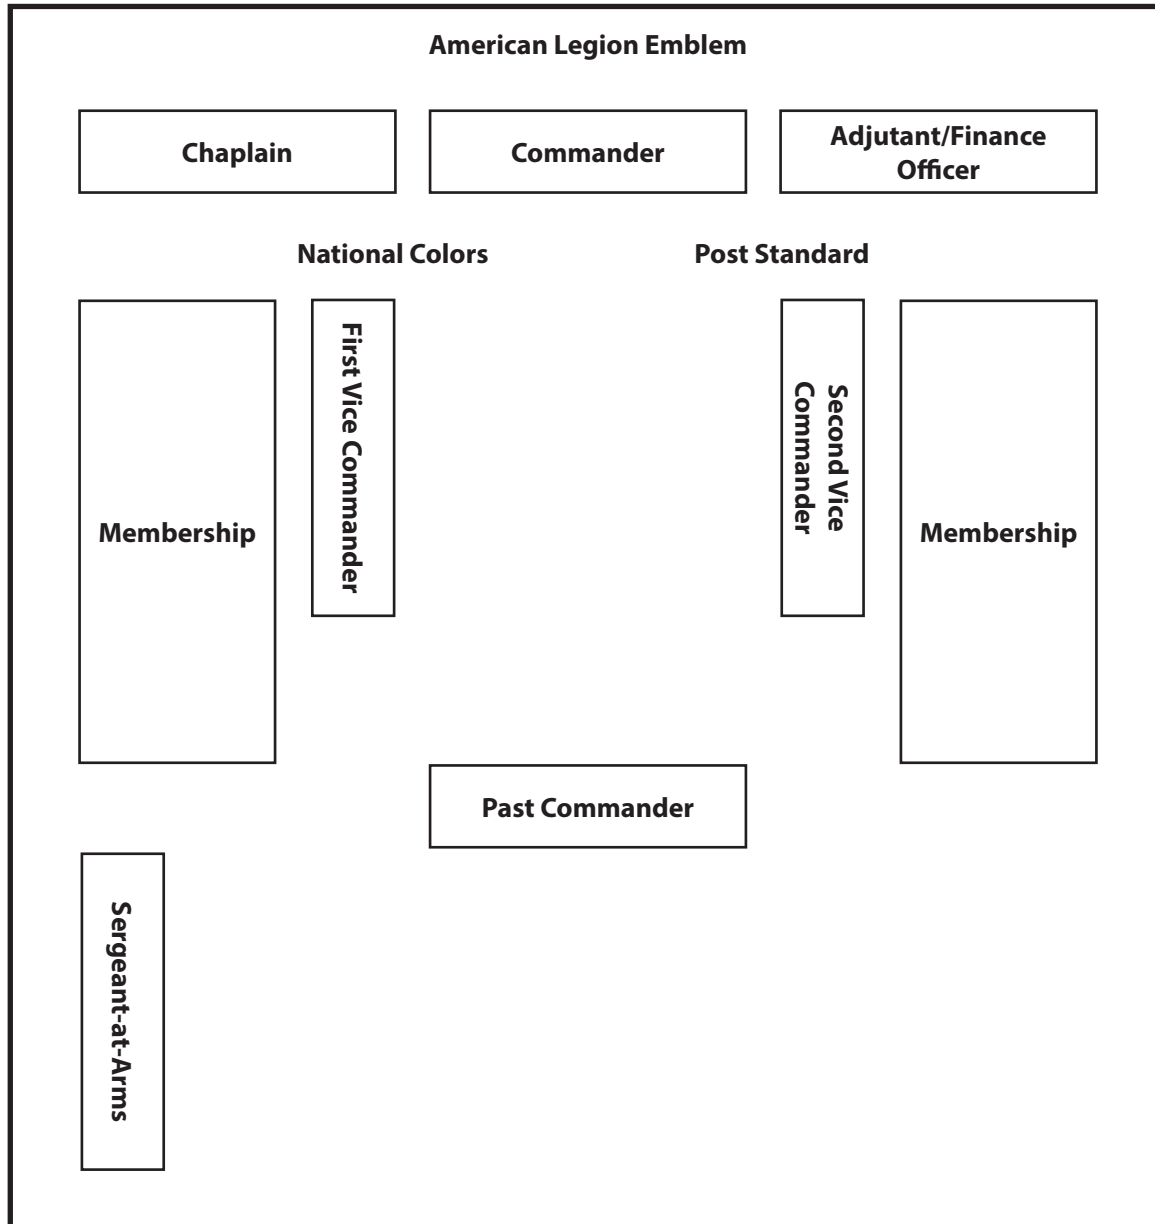 American Legion Emblem
Chaplain
Commander
Adjutant/Finance
Officer
National Colors
Post Standard
Membership
First Vice Commander
Second Vice
Commander
Membership
Past Commander
Sergeant-at-Arms